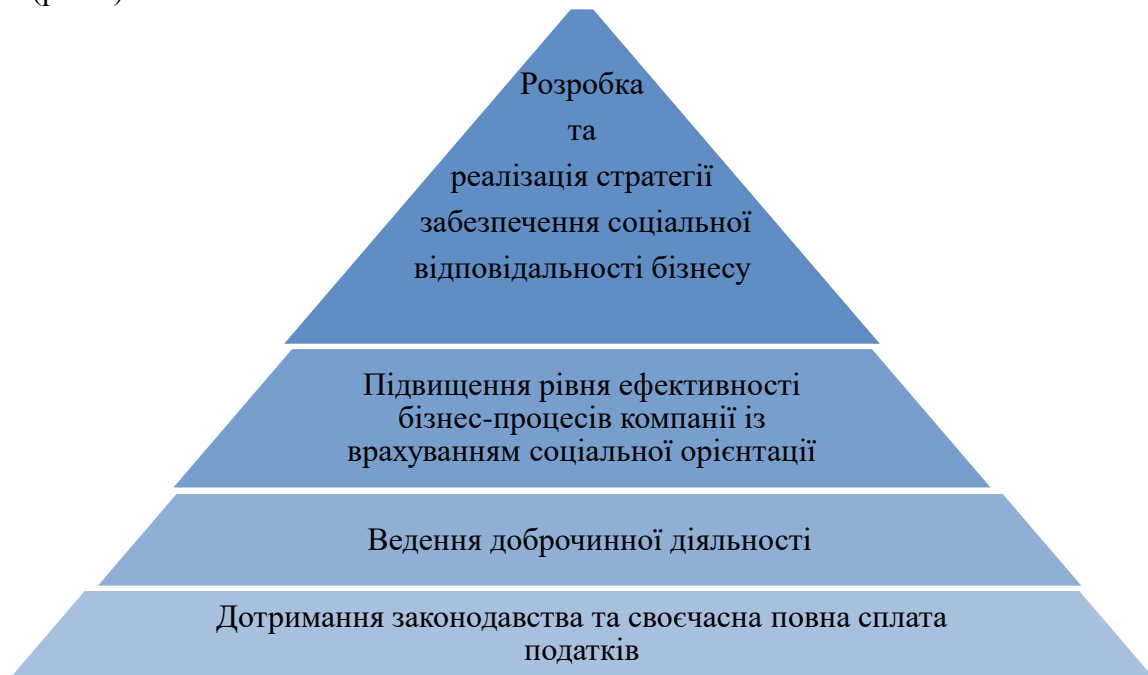 Розробка
та
реалізація стратегії
забезпечення соціальної
відповідальності бізнесу
Підвищення рівня ефективності
бізнес-процесів компанії із
врахуванням соціальної орієнтації
Ведення доброчинної діяльності
Дотримання законодавства та своєчасна повна сплата
податків